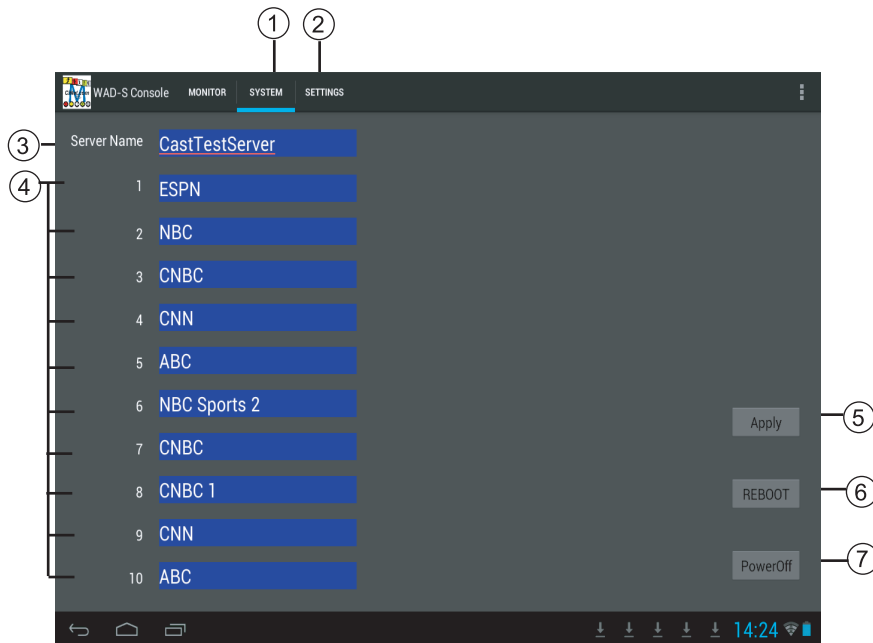 1 2
WAD-S Console MONITOR SYSTEM SETTINGS
3 Server Name CastTestServer
4
1 ESPN
2 NBC
3 CNBC
4 CNN
5 ABC
6 NBC Sports 2
Apply 5
7 CNBC
8 CNBC 1
REBOOT 6
9 CNN
PowerOff 7
10 ABC
14:24